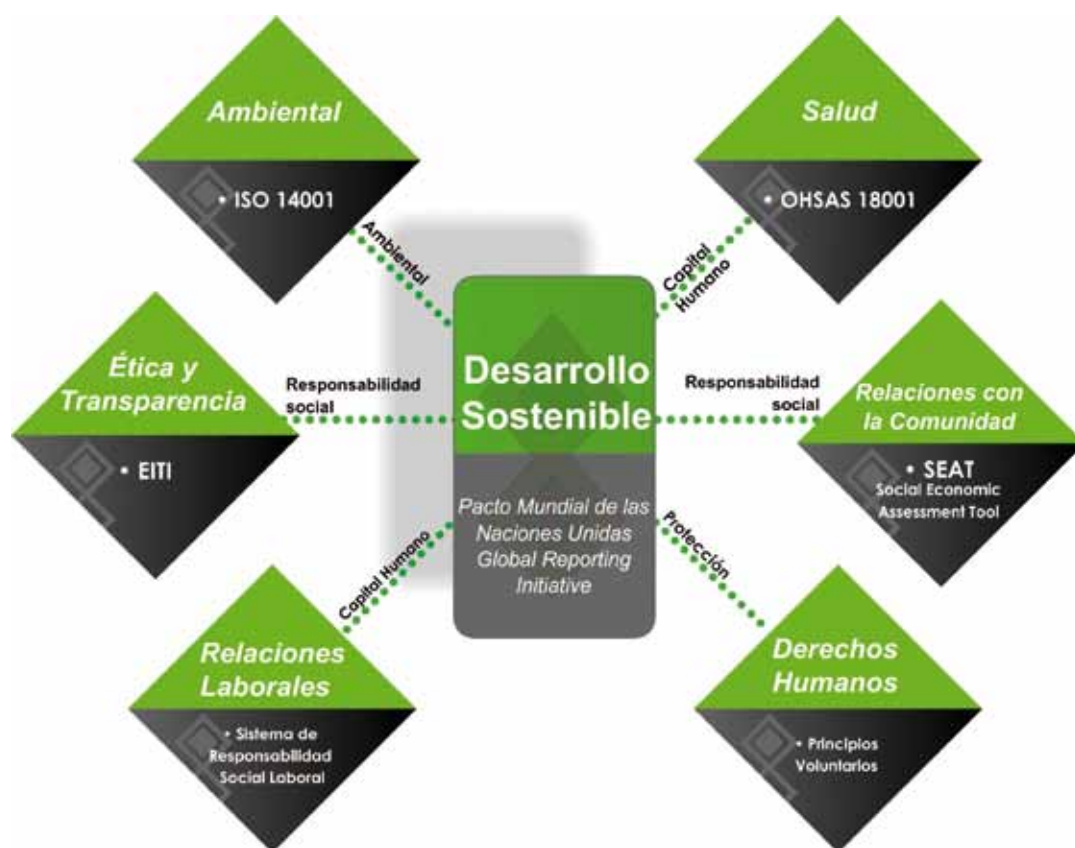 Ambiental
• ISO 14001
Ambiental
Salud
• OHSAS 18001
Capital
Humano
Ética y
Transparencia
• EITI
Responsabilidad
social
Desarrollo
Sostenible
Pacto Mundial de las
Naciones Unidas
Global Reporting
Initiative
Responsabilidad
social
Relaciones con
la Comunidad
• SEAT
Social Economic
Assessment Tool
Capital Humano
Relaciones
Laborales
• Sistema de
Responsabilidad
Social Laboral
Protección
Derechos
Humanos
• Principios
Voluntarios